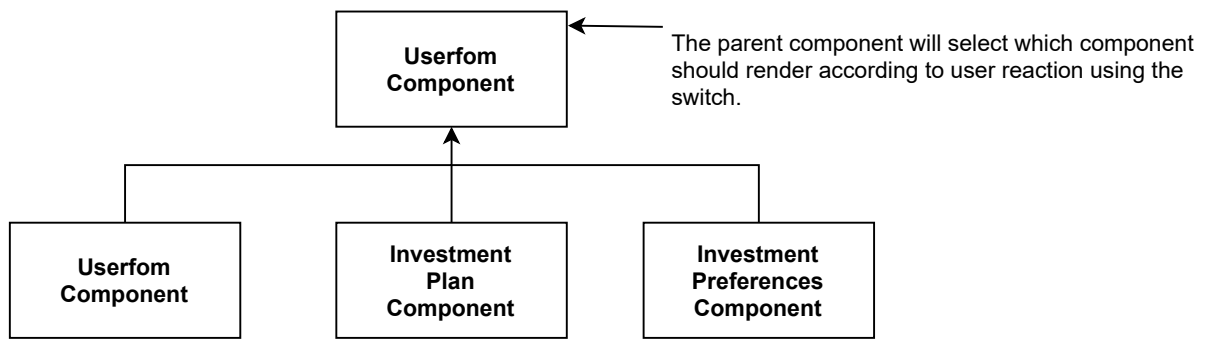 Userfom
Component
The parent component will select which component
should render according to user reaction using the
switch.
Userfom
Component
Investment
Plan
Component
Investment
Preferences
Component